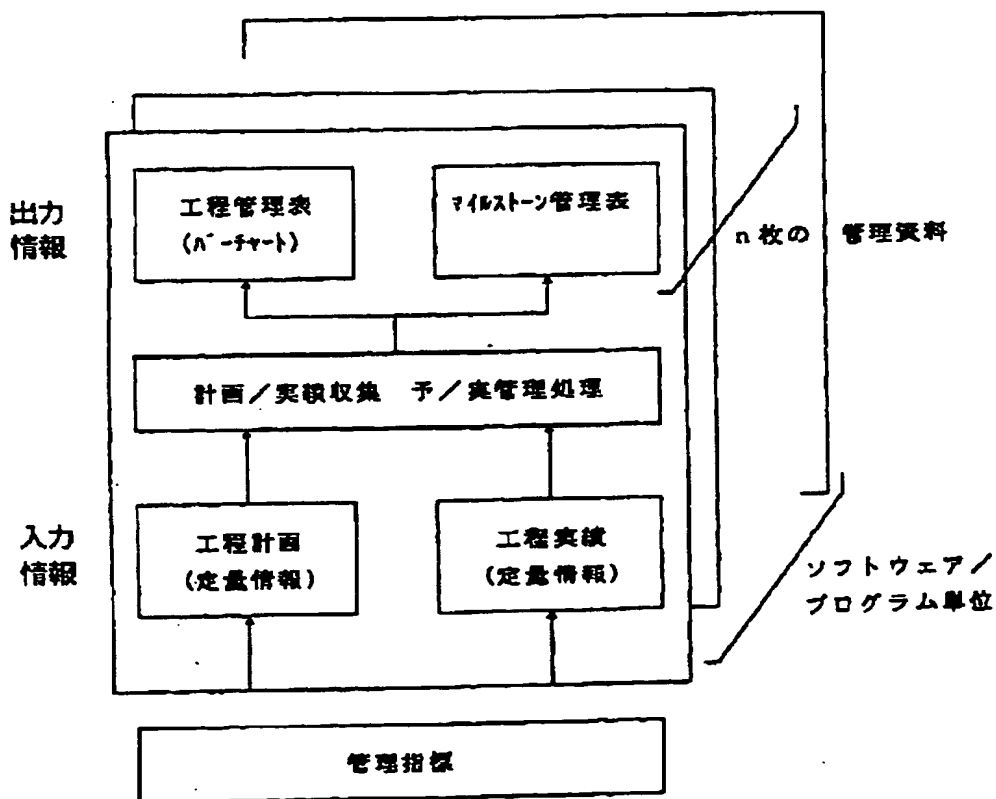 出力
情報
工程管理表
(バーチャート)
マイルストーン管理表
n枚の
管理資料
計画／実績収集　予／実管理処理
入力
情報
工程計画
(定量情報)
工程実績
(定量情報)
ソフトウェア／
プログラム単位
管理指標